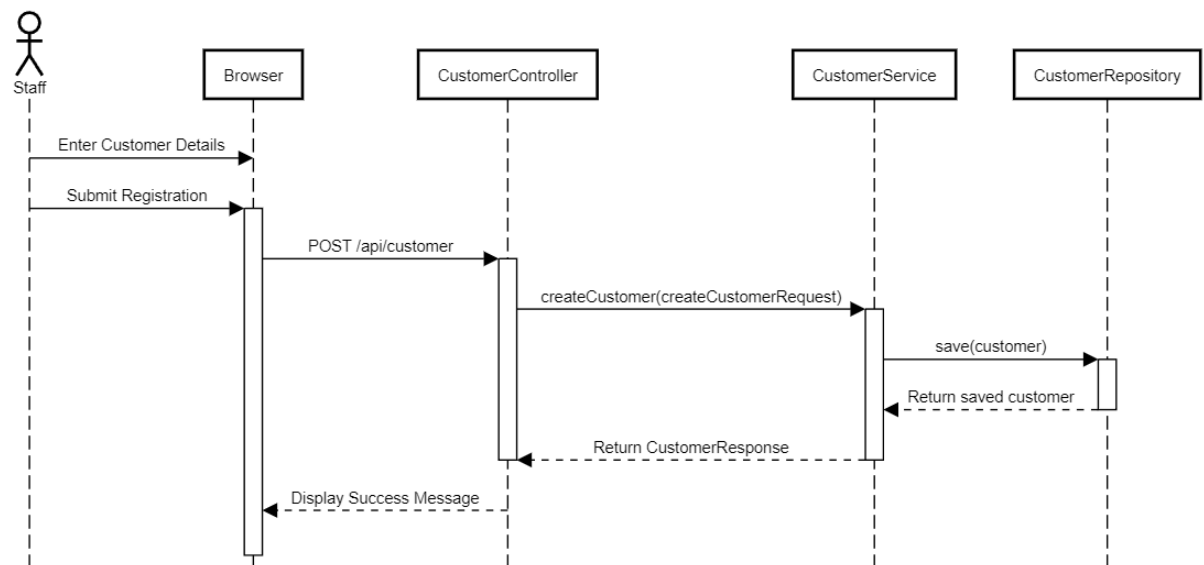 Staff
Browser
CustomerController
CustomerService
CustomerRepository
Enter Customer Details
Submit Registration
POST /api/customer
createCustomer(createCustomerRequest)
save(customer)
Return saved customer
Return CustomerResponse
Display Success Message